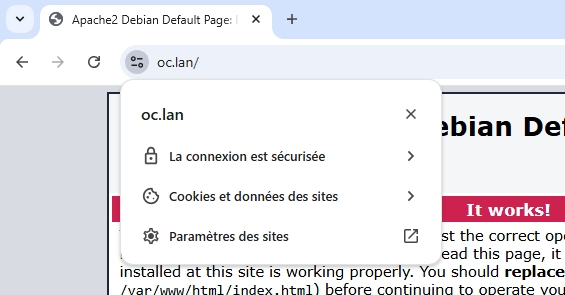 Apache2 Debian Default Page: I
oc.lan/
oc.lan
ebian Def
La connexion est sécurisée
Cookies et données des sites
It works!
Paramètres des sites
st the correct ope
ead this page, it
installed at this site is working properly. You should replace
/var/www/html/index.html) before continuing to operate you